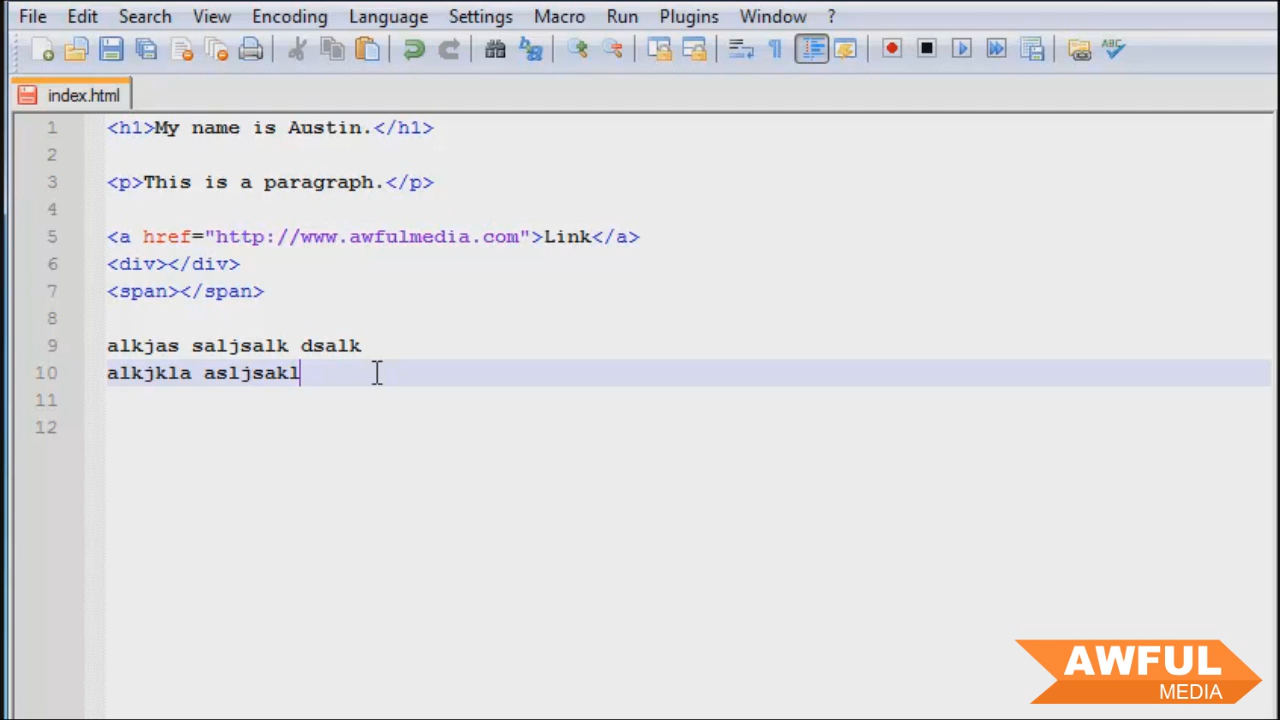 File Edit Search View Encoding Language Settings Macro Run Plugins Window ?
ABC
index.html
1 <h1>My name is Austin.</h1>
2
3 <p>This is a paragraph.</p>
4
5 <a href="http://www.awfulmedia.com">Link</a>
6 <div></div>
7 <span></span>
8
9 alkjas saljsalk dsalk
10 alkjkla asljsakl
11
12
AWFUL
MEDIA